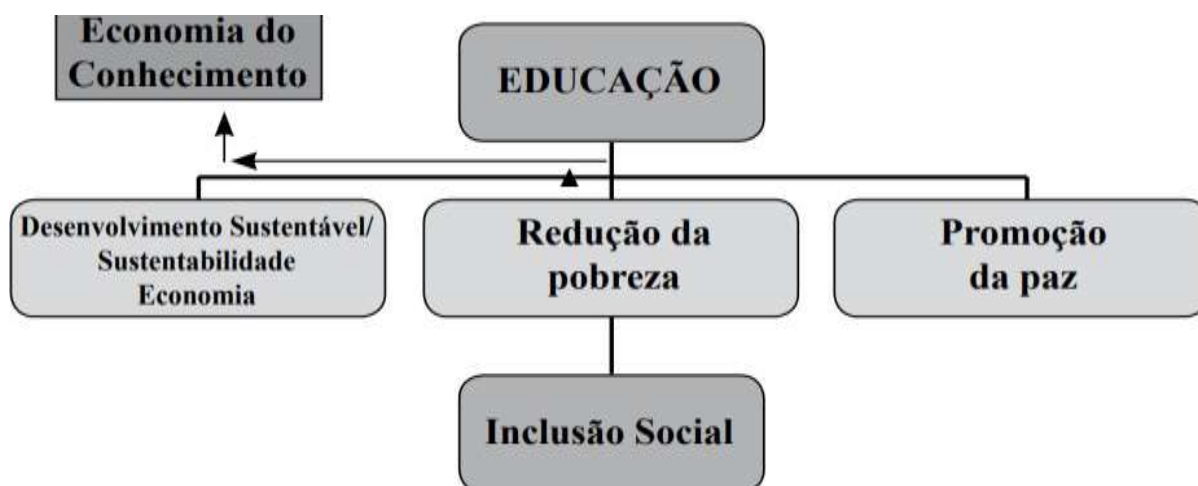 Economia do
Conhecimento
EDUCAÇÃO
Desenvolvimento Sustentável/
Sustentabilidade
Economia
Redução da
pobreza
Promoção
da paz
Inclusão Social